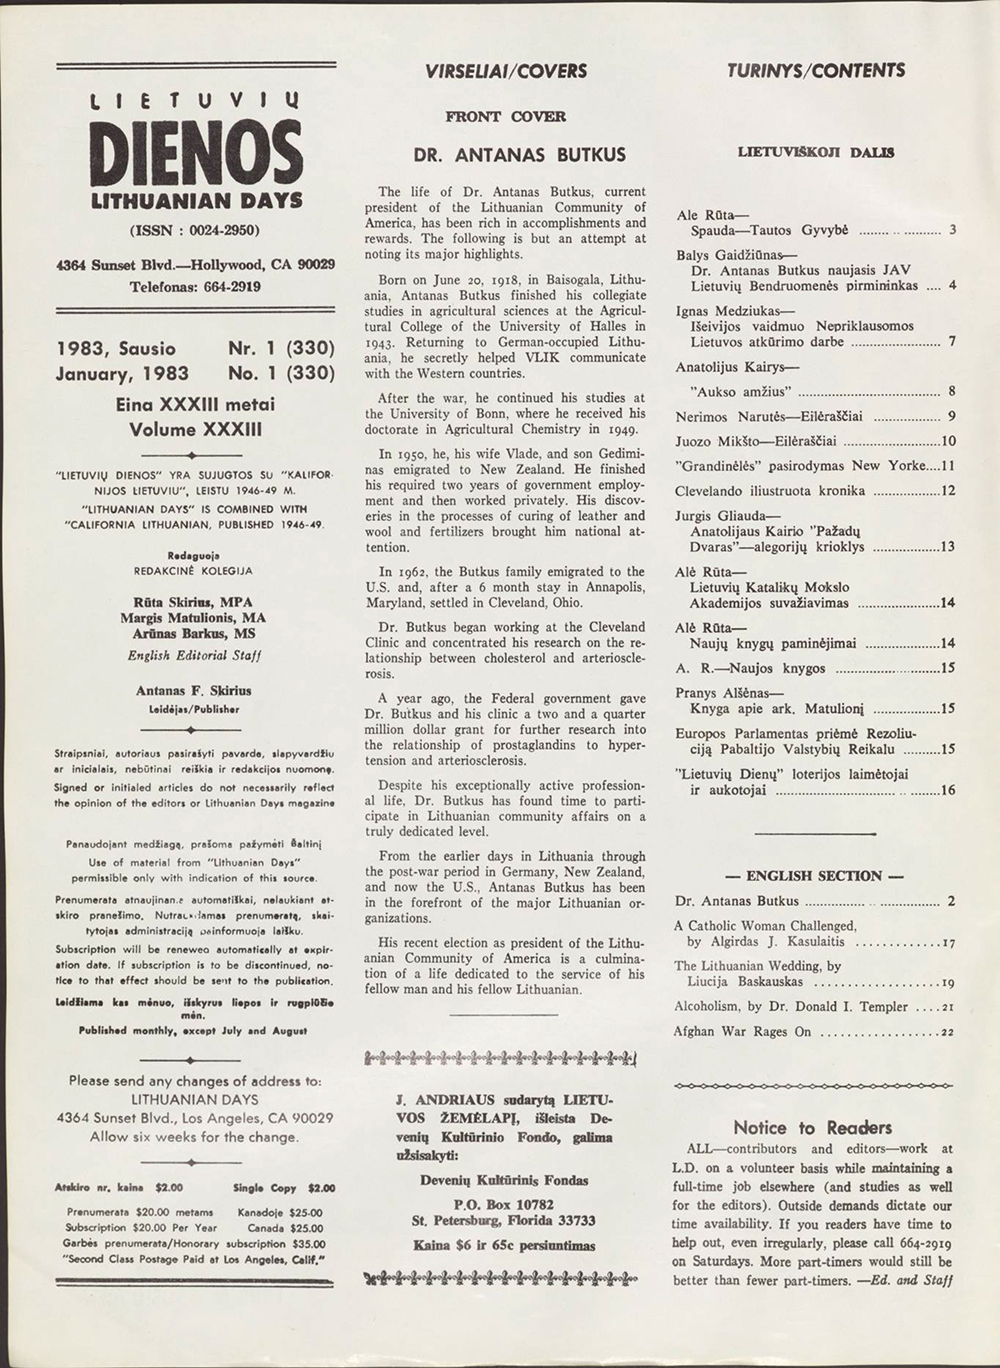 LIETUVIŲ
DIENOS
LITHUANIAN DAYS
(ISSN : 0024-2950)
4364 Sunset Blvd.—Hollywood, CA 90029
Telefonas: 664-2919
1983, Sausio Nr. 1 (330)
January, 1983 No. 1 (330)
Eina XXXIII metai
Volume XXXIII
"LIETUVIŲ DIENOS" YRA SUJUGTOS SU "KALIFOR-
NIJOS LIETUVIU", LEISTU 1946-49 M.
"LITHUANIAN DAYS" IS COMBINED WITH
"CALIFORNIA LITHUANIAN, PUBLISHED 1946-49.
Redaguoja
REDAKCINĖ KOLEGIJA
Rūta Skirius, MPA
Margis Matulionis, MA
Arūnas Barkus, MS
English Editorial Staff
Antanas F. Skirius
Leidėjas/Publisher
Straipsniai, autoriaus pasirašyti pavarde, slapyvardžiu
ar inicialais, nebūtinai reiškia ir redakcijos nuomonę.
Signed or initialed articles do not necessarily reflect
the opinion of the editors or Lithuanian Days magazine
Panaudojant medžiagą, prašoma pažymėti šaltinį
Use of material from "Lithuanian Days"
permissible only with indication of this source.
Prenumerata atnaujinan.e automatiškai, nelaukiant at-
skiro pranešimo. prenumeratą, skai-
tytojas administraciją painformuoja laišku.
Subscription will be renewed automatically at expir-
ation date. If subscription is to be discontinued, no-
tice to that effect should be sent to the publication.
Leidžiama kas mėnuo, išskyrus liepos ir rugpiūčio
mėn.
Published monthly, except July and August
Please send any changes of address to:
LITHUANIAN DAYS
4364 Sunset Blvd., Los Angeles, CA 90029
Allow six weeks for the change.
Atskiro nr. kaina $2.00 Single Copy $2.00
Prenumerata $20.00 metams Kanadoje $25.00
Subscription $20.00 Per Year Canada $25.00
Garbės prenumerata/Honorary subscription $35.00
"Second Class Postage Paid at Los Angeles, Calif."
VIRSELIAI/COVERS
FRONT COVER
DR. ANTANAS BUTKUS
The life of Dr. Antanas Butkus, current
president of the Lithuanian Community of
America, has been rich in accomplishments and
rewards. The following is but an attempt at
noting its major highlights.
Born on June 20, 1918, in Baisogala, Lithu-
ania, Antanas Butkus finished his collegiate
studies in agricultural sciences at the Agricul-
tural College of the University of Halles in
1943. Returning to German-occupied Lithu-
ania, he secretly helped VLIK communicate
with the Western countries.
After the war, he continued his studies at
the University of Bonn, where he received his
doctorate in Agricultural Chemistry in 1949.
In 1950, he, his wife Vlade, and son Gedimi-
nas emigrated to New Zealand. He finished
his required two years of government employ-
ment and then worked privately. His discov-
eries in the processes of curing of leather and
wool and fertilizers brought him national at-
tention.
In 1962, the Butkus family emigrated to the
U.S. and, after a 6 month stay in Annapolis,
Maryland, settled in Cleveland, Ohio.
Dr. Butkus began working at the Cleveland
Clinic and concentrated his research on the re-
lationship between cholesterol and arterioscle-
rosis.
A year ago, the Federal government gave
Dr. Butkus and his clinic a two and a quarter
million dollar grant for further research into
the relationship of prostaglandins to hyper-
tension and arteriosclerosis.
Despite his exceptionally active profession-
al life, Dr. Butkus has found time to parti-
cipate in Lithuanian community affairs on a
truly dedicated level.
From the earlier days in Lithuania through
the post-war period in Germany, New Zealand,
and now the U.S., Antanas Butkus has been
in the forefront of the major Lithuanian or-
ganizations.
His recent election as president of the Lithu-
anian Community of America is a culmina-
tion of a life dedicated to the service of his
fellow man and his fellow Lithuanian.
J. ANDRIAUS sudarytą LIETU-
VOS ŽEMĖLAPĮ, išleista De-
venių Kultūrinio Fondo, galima
užsisakyti:
Devenių Kultūrinis Fondas
P.O. Box 10782
St. Petersburg, Florida 33733
Kaina $6 ir 65c persiuntimas
TURINYS/CONTENTS
LIETUVIŠKOJI DALIS
Ale Rūta—
Spauda—Tautos Gyvybė ........ .. .......... 3
Balys Gaidžiūnas—
Dr. Antanas Butkus naujasis JAV
Lietuvių Bendruomenės pirmininkas .... 4
Ignas Medziukas—
Išeivijos vaidmuo Nepriklausomos
Lietuvos atkūrimo darbe ........................ 7
Anatolijus Kairys—
"Aukso amžius" ...................................... 8
Nerimos Narutės—Eilėraščiai .................. 9
Juozo Mikšto—Eilėraščiai ..........................10
"Grandinėlės" pasirodymas New Yorke....11
Clevelando iliustruota kronika ..................12
Jurgis Gliauda—
Anatolijaus Kairio "Pažadų
Dvaras"—alegorijų krioklys ..................13
Alė Rūta—
Lietuvių Katalikų Mokslo
Akademijos suvažiavimas ......................14
Alė Rūta—
Naujų knygų paminėjimai ....................14
A. R.—Naujos knygos ............................15
Pranys Alšėnas—
Knyga apie ark. Matulionį ..................15
Europos Parlamentas priėmė Rezoliu-
ciją Pabaltijo Valstybių Reikalu ..........15
"Lietuvių Dienų" loterijos laimėtojai
ir aukotojai ................................ .. ........16
— ENGLISH SECTION —
Dr. Antanas Butkus ................ .. ................ 2
A Catholic Woman Challenged,
by Algirdas J. Kasulaitis .............17
The Lithuanian Wedding, by
Liucija Baskauskas ...................19
Alcoholism, by Dr. Donald I. Templer ....21
Afghan War Rages On ..................22
Notice to Readers
ALL—contributors and editors—work at
L.D. on a volunteer basis while maintaining a
full-time job elsewhere (and studies as well
for the editors). Outside demands dictate our
time availability. If you readers have time to
help out, even irregularly, please call 664-2919
on Saturdays. More part-timers would still be
better than fewer part-timers. —Ed. and Staff